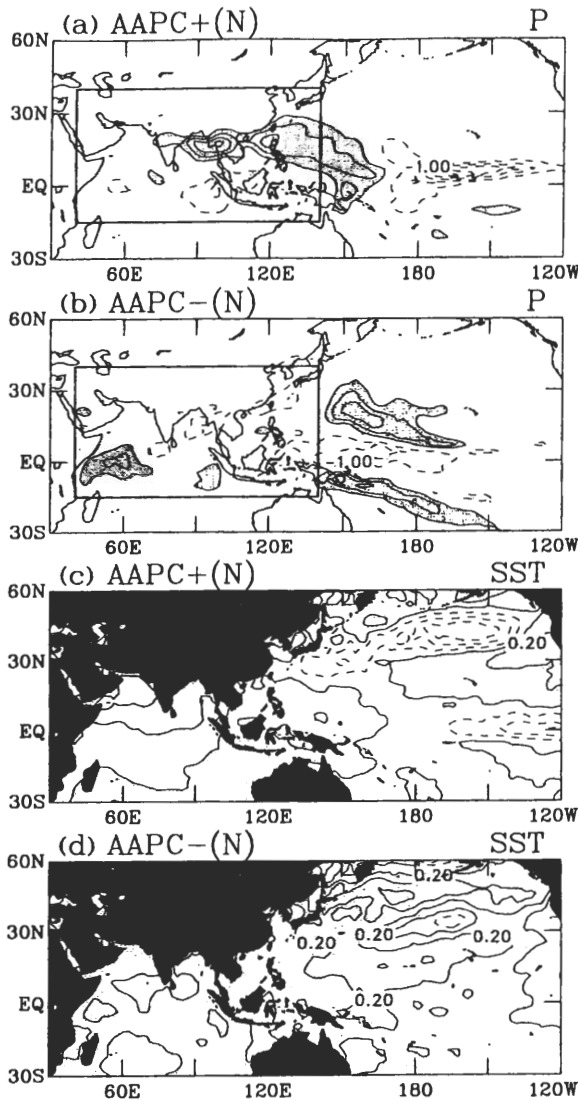 (a) AAPC+(N) P
60N
30N
EQ
30S
1.00
60E 120E 180 120W
(b) AAPC-(N) P
60N
30N
EQ
30S
1.00
60E 120E 180 120W
(c) AAPC+(N) SST
60N
30N
EQ
30S
0.20
60E 120E 180 120W
(d) AAPC-(N) SST
60N
0.20
30N
0.20 0.20 0.20
EQ
0.20
30S
60E 120E 180 120W